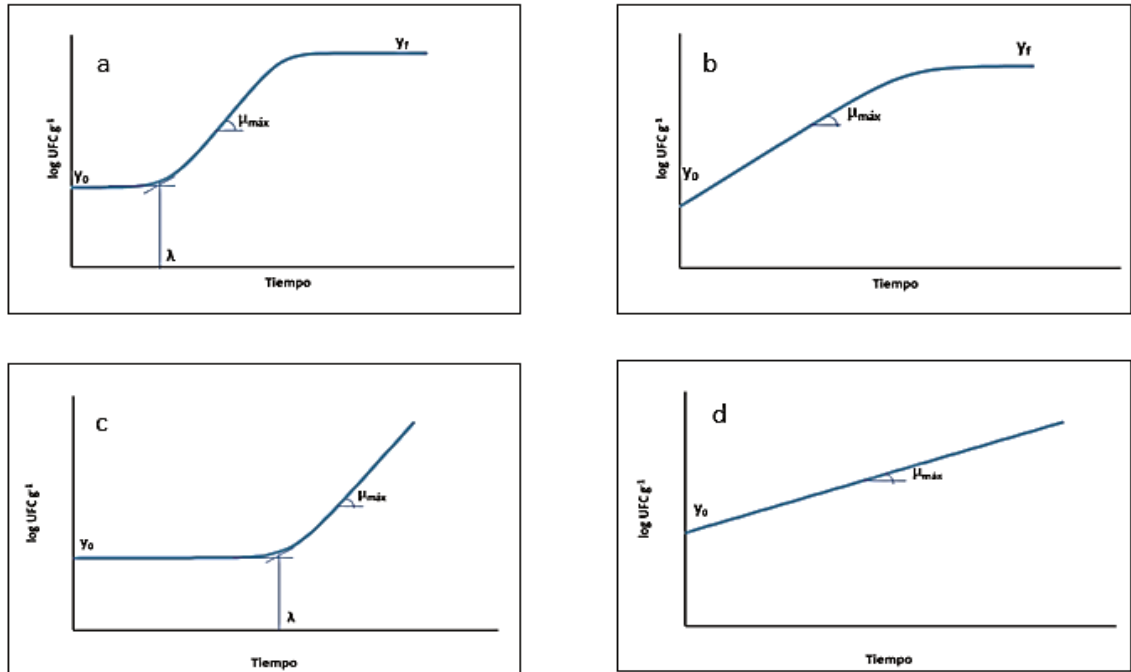 a
y₀
μmáx
yf
λ
log UFC g⁻¹
Tiempo
b
y₀
μmáx
yf
log UFC g⁻¹
Tiempo
c
y₀
μmáx
λ
log UFC g⁻¹
Tiempo
d
y₀
μmáx
log UFC g⁻¹
Tiempo